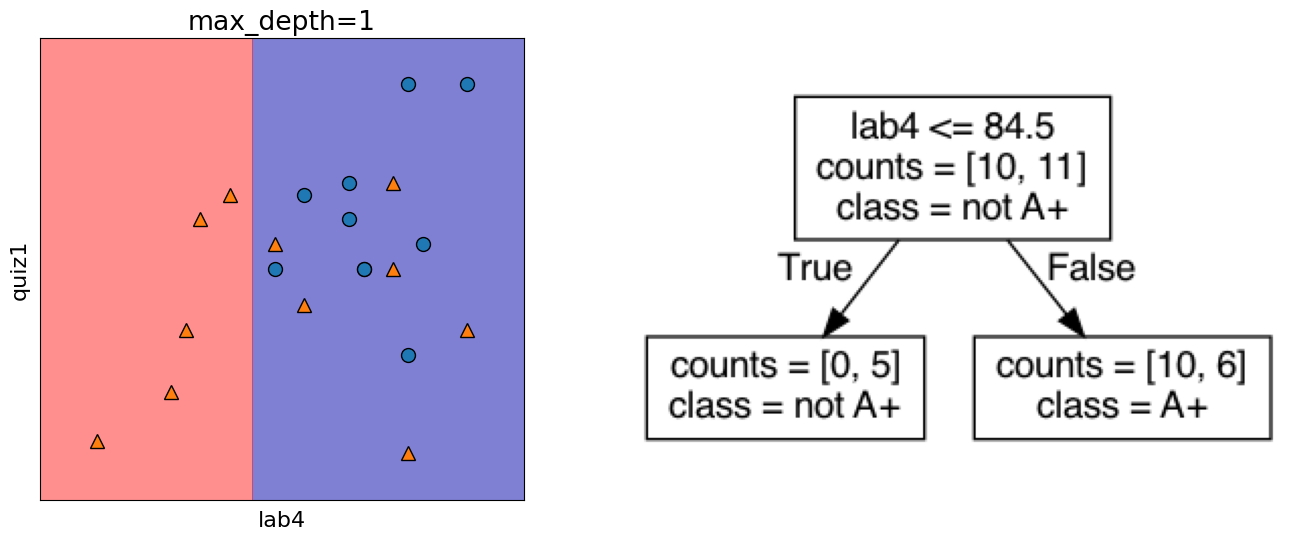 max_depth=1
quiz1
lab4
lab4 <= 84.5
counts = [10, 11]
class = not A+
True
False
counts = [0, 5]
class = not A+
counts = [10, 6]
class = A+